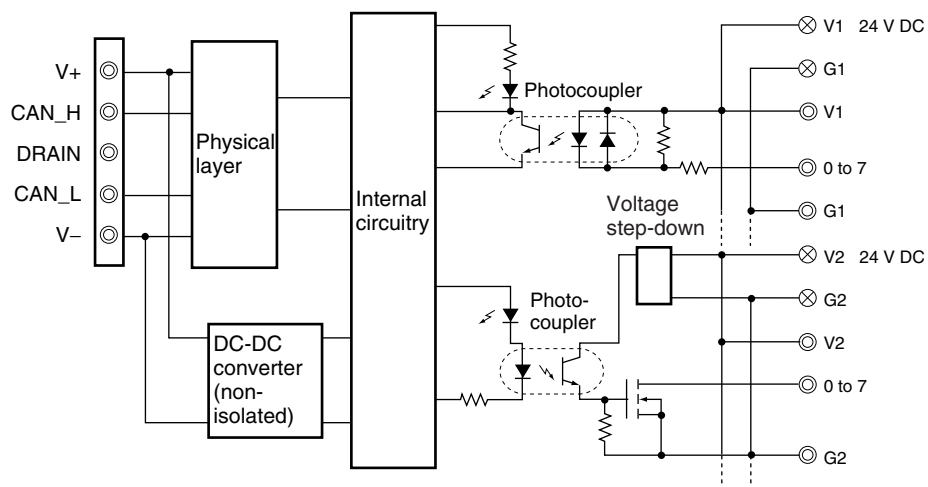 V+
CAN_H
DRAIN
CAN_L
V−
Physical
layer
DC-DC
converter
(non-
isolated)
Internal
circuitry
Photocoupler
Voltage
step-down
Photo-
coupler
V1 24 V DC
G1
V1
0 to 7
G1
V2 24 V DC
G2
V2
0 to 7
G2